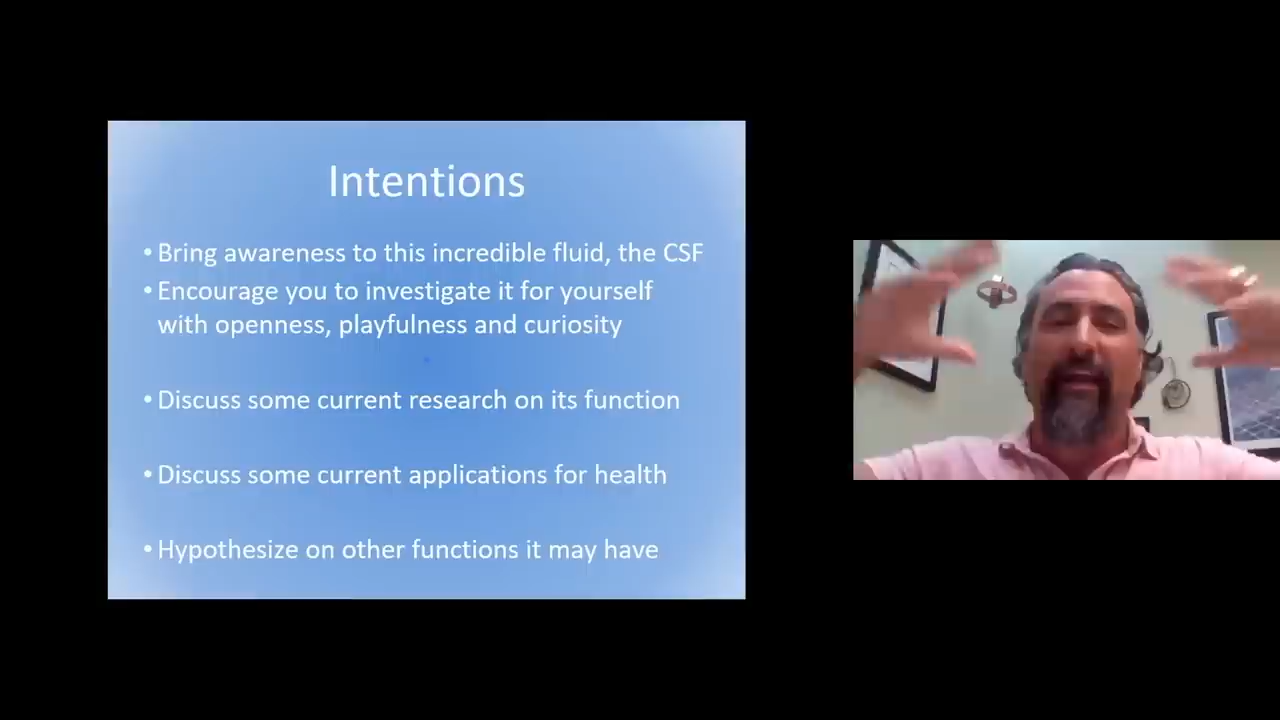 Intentions
• Bring awareness to this incredible fluid, the CSF
• Encourage you to investigate it for yourself
with openness, playfulness and curiosity
• Discuss some current research on its function
• Discuss some current applications for health
• Hypothesize on other functions it may have